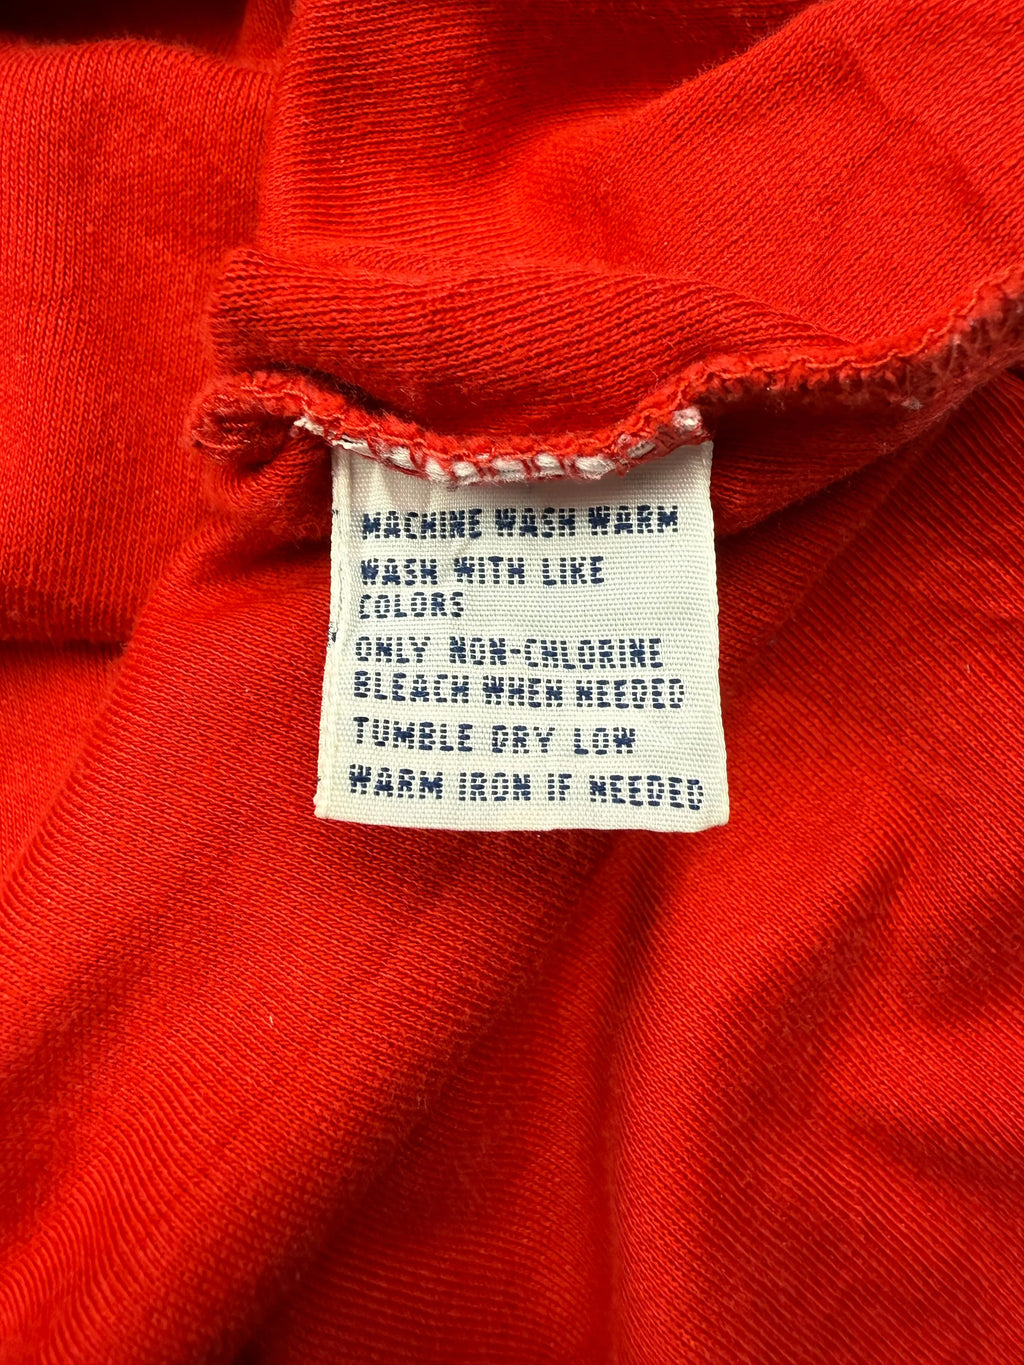 MACHINE WASH WARM
WASH WITH LIKE
COLORS
ONLY NON-CHLORINE
BLEACH WHEN NEEDED
TUMBLE DRY LOW
WARM IRON IF NEEDED